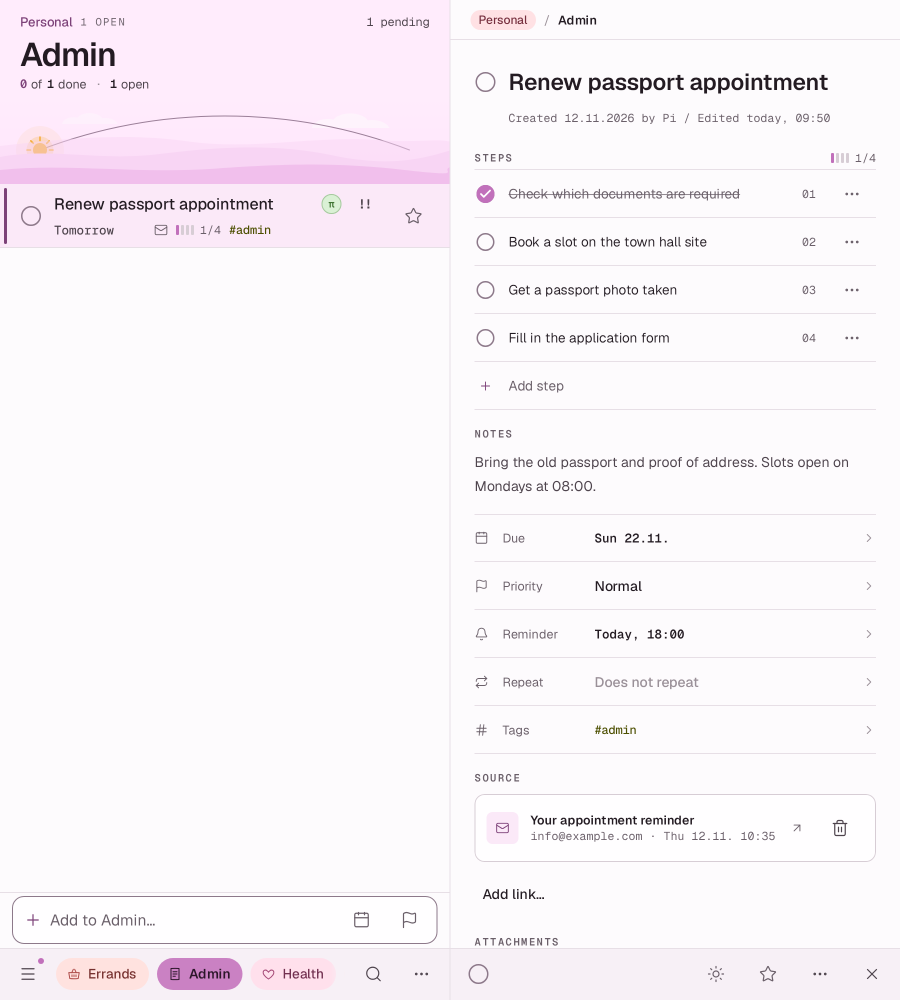 Personal 1 OPEN
1 pending
Admin
0 of 1 done · 1 open
Renew passport appointment π !!
Tomorrow 1/4 #admin
+ Add to Admin…
Errands Admin Health
Personal / Admin
Renew passport appointment
Created 12.11.2026 by Pi / Edited today, 09:50
STEPS 1/4
Check which documents are required 01
Book a slot on the town hall site 02
Get a passport photo taken 03
Fill in the application form 04
+ Add step
NOTES
Bring the old passport and proof of address. Slots open on
Mondays at 08:00.
Due Sun 22.11.
Priority Normal
Reminder Today, 18:00
Repeat Does not repeat
Tags #admin
SOURCE
Your appointment reminder
info@example.com · Thu 12.11. 10:35
Add link…
ATTACHMENTS